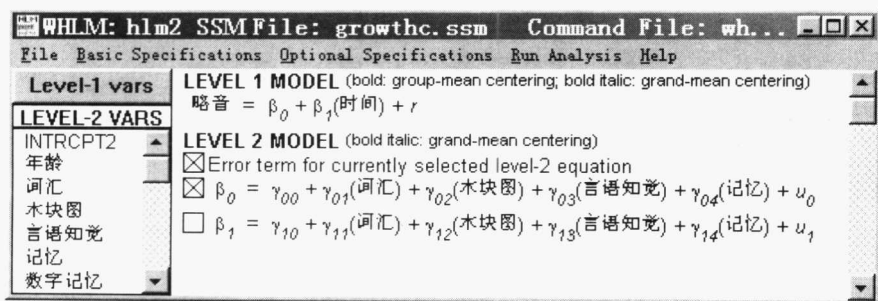 WHLM: hlm2 SSM File: growthc.ssm Command File: wh...
File Basic Specifications Optional Specifications Run Analysis Help
Level-1 vars
LEVEL-2 VARS
INTRCPT2
年龄
词汇
木块图
言语知觉
记忆
数字记忆
LEVEL 1 MODEL (bold: group-mean centering; bold italic: grand-mean centering)
略音 = β₀ + β₁(时间) + r
LEVEL 2 MODEL (bold italic: grand-mean centering)
Error term for currently selected level-2 equation
β₀ = γ₀₀ + γ₀₁(词汇) + γ₀₂(木块图) + γ₀₃(言语知觉) + γ₀₄(记忆) + u₀
β₁ = γ₁₀ + γ₁₁(词汇) + γ₁₂(木块图) + γ₁₃(言语知觉) + γ₁₄(记忆) + u₁